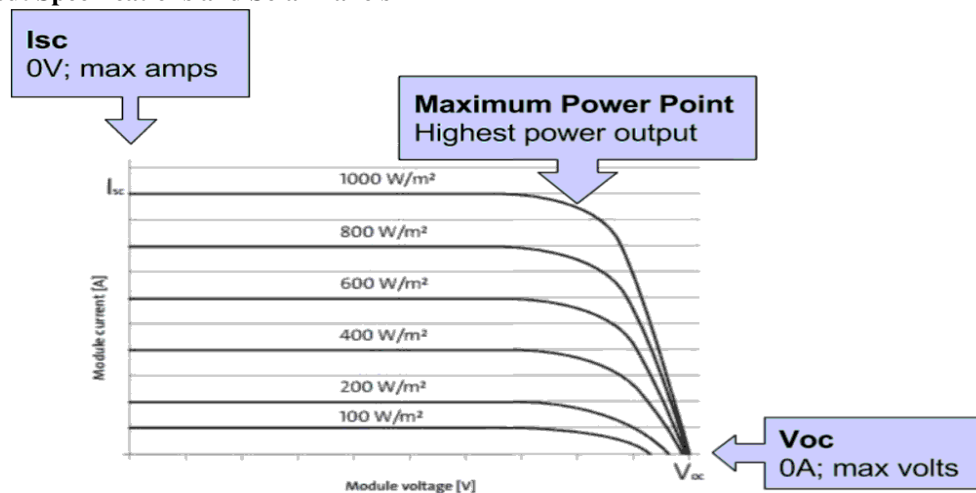 Isc
0V; max amps
Maximum Power Point
Highest power output
Isc
1000 W/m²
800 W/m²
600 W/m²
400 W/m²
200 W/m²
100 W/m²
Module current [A]
Voc
0A; max volts
Voc
Module voltage [V]